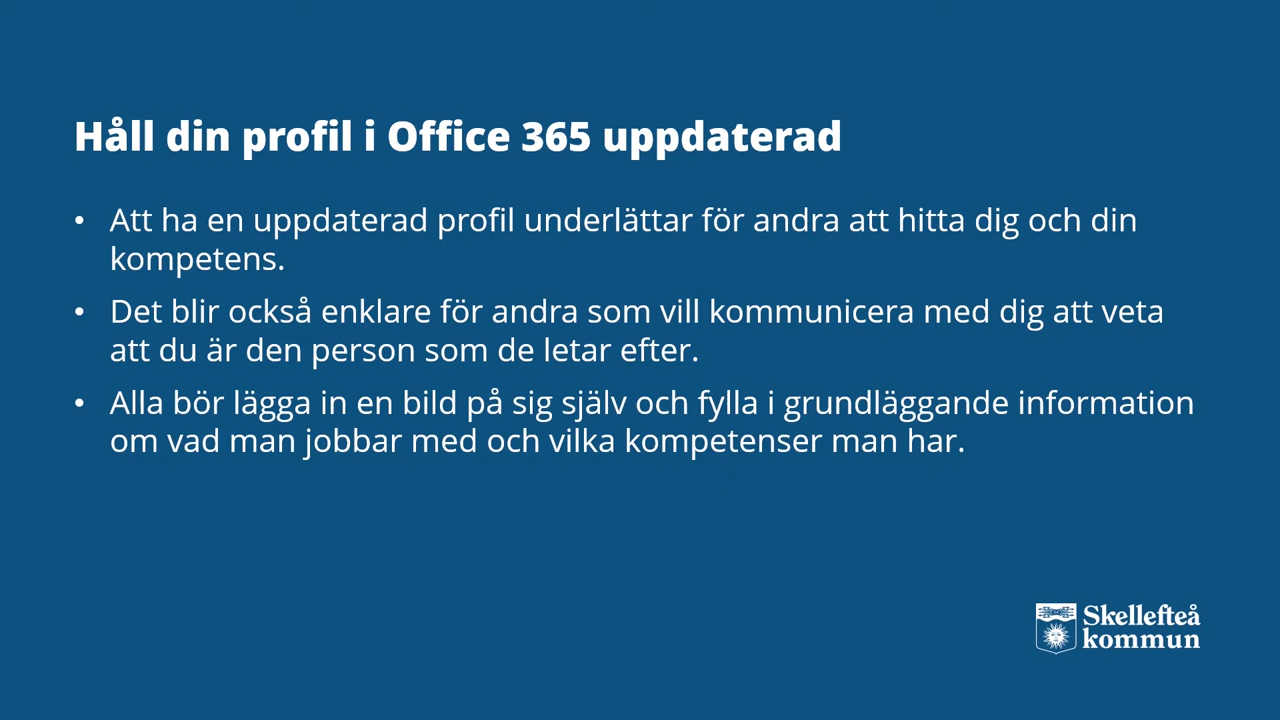 Håll din profil i Office 365 uppdaterad
• Att ha en uppdaterad profil underlättar för andra att hitta dig och din
kompetens.
• Det blir också enklare för andra som vill kommunicera med dig att veta
att du är den person som de letar efter.
• Alla bör lägga in en bild på sig själv och fylla i grundläggande information
om vad man jobbar med och vilka kompetenser man har.
Skellefteå
kommun